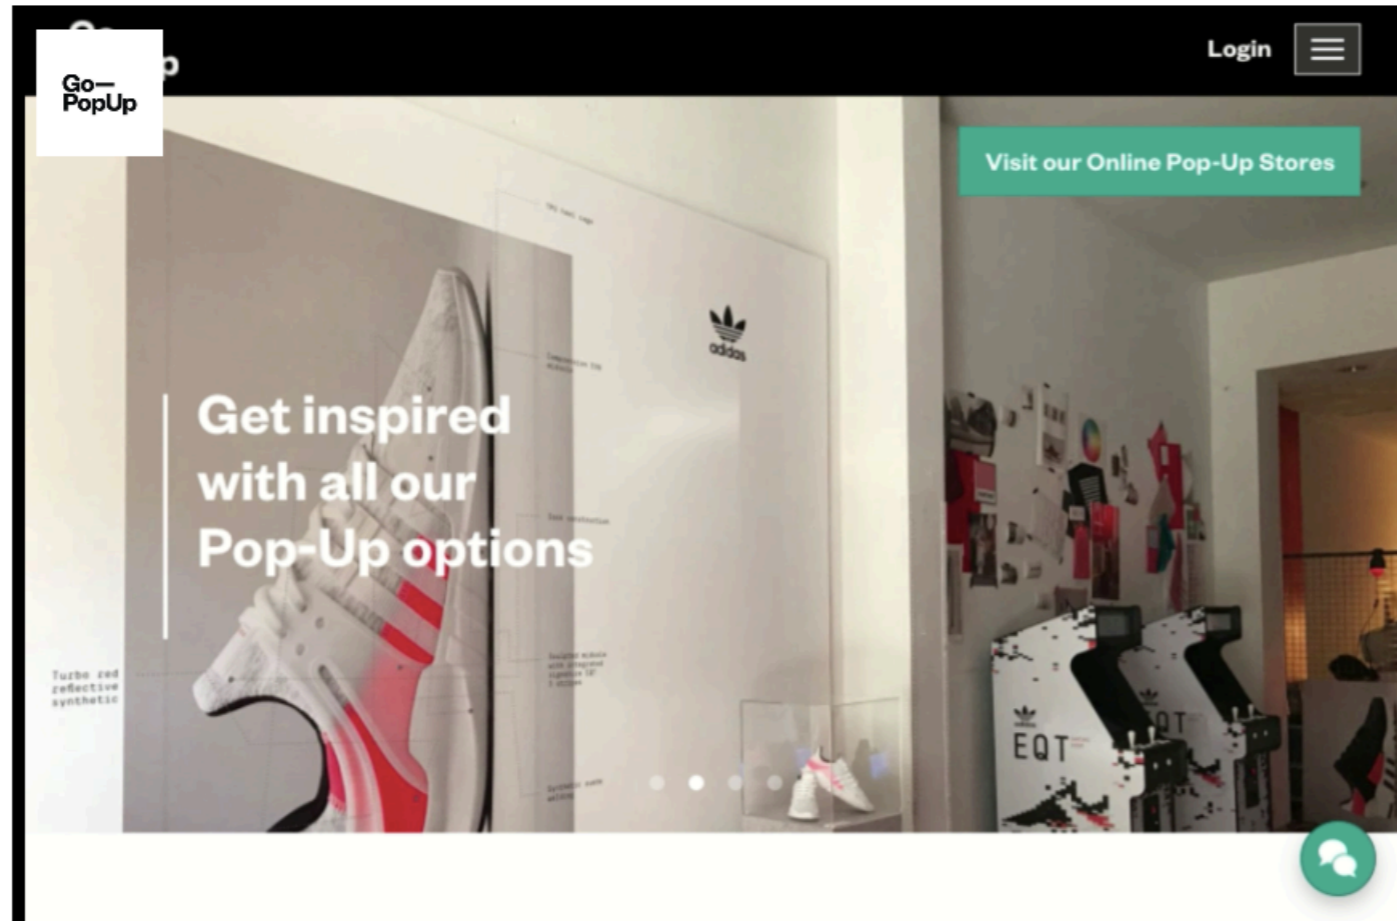 Go—
PopUp
Login
Visit our Online Pop-Up Stores
adidas
Get inspired
with all our
Pop-Up options
Turbo red
reflective
synthetic
adidas
EQT